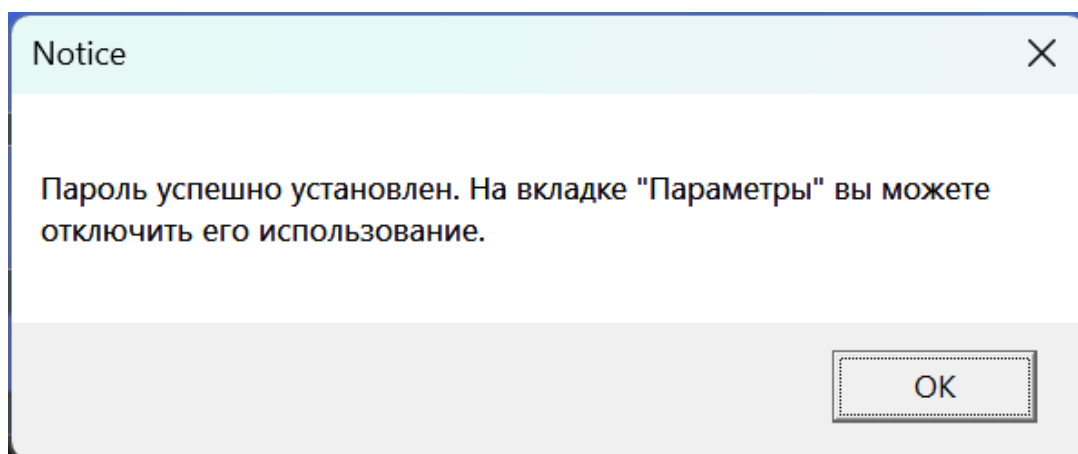 Notice
Пароль успешно установлен. На вкладке "Параметры" вы можете
отключить его использование.
OK